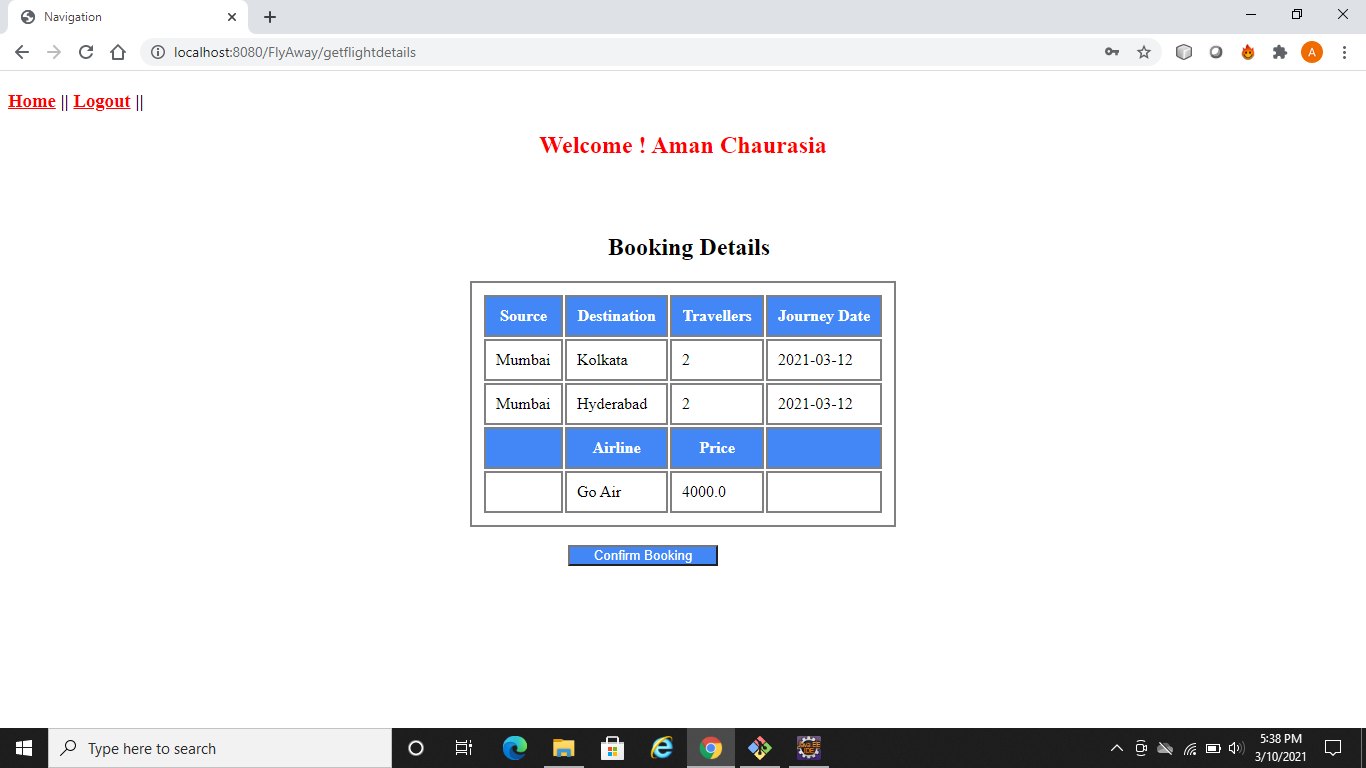 Navigation
localhost:8080/FlyAway/getflightdetails
A
Home || Logout ||
Welcome ! Aman Chaurasia
Booking Details
Source Destination Travellers Journey Date
Mumbai Kolkata 2 2021-03-12
Mumbai Hyderabad 2 2021-03-12
Airline Price
Go Air 4000.0
Confirm Booking
Type here to search
5:38 PM
3/10/2021